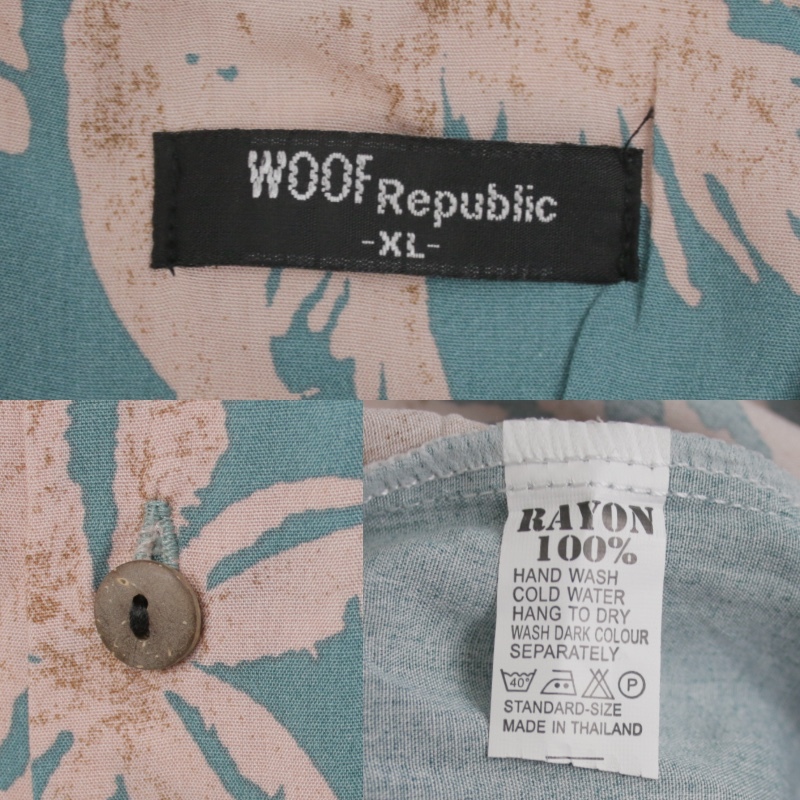 WOOF Republic
-XL-
RAYON
100%
HAND WASH
COLD WATER
HANG TO DRY
WASH DARK COLOUR
SEPARATELY
40° P
STANDARD-SIZE
MADE IN THAILAND